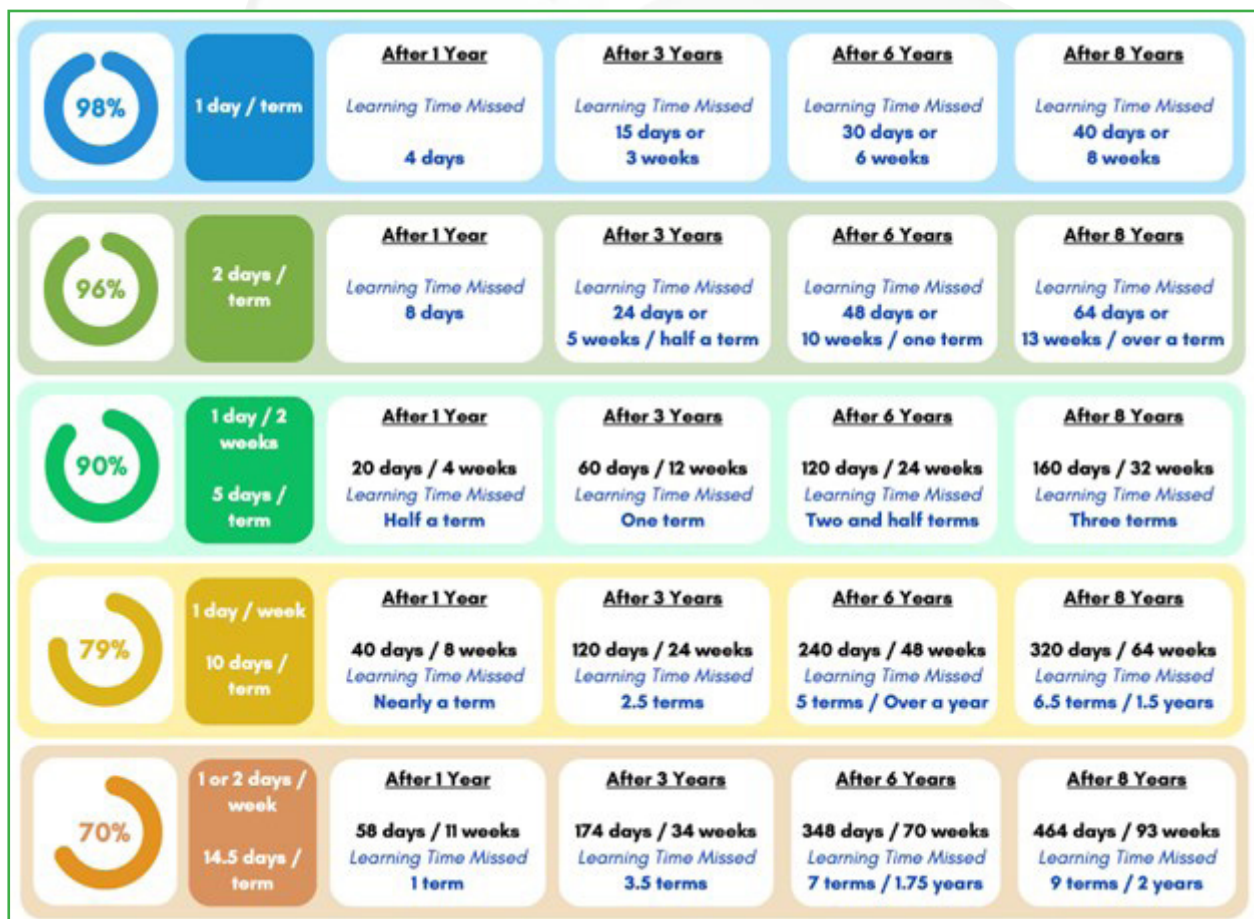 98%
1 day / term
After 1 Year
Learning Time Missed
4 days
After 3 Years
Learning Time Missed
15 days or
3 weeks
After 6 Years
Learning Time Missed
30 days or
6 weeks
After 8 Years
Learning Time Missed
40 days or
8 weeks
96%
2 days /
term
After 1 Year
Learning Time Missed
8 days
After 3 Years
Learning Time Missed
24 days or
5 weeks / half a term
After 6 Years
Learning Time Missed
48 days or
10 weeks / one term
After 8 Years
Learning Time Missed
64 days or
13 weeks / over a term
90%
1 day / 2
weeks
5 days /
term
After 1 Year
20 days / 4 weeks
Learning Time Missed
Half a term
After 3 Years
60 days / 12 weeks
Learning Time Missed
One term
After 6 Years
120 days / 24 weeks
Learning Time Missed
Two and half terms
After 8 Years
160 days / 32 weeks
Learning Time Missed
Three terms
79%
1 day / week
10 days /
term
After 1 Year
40 days / 8 weeks
Learning Time Missed
Nearly a term
After 3 Years
120 days / 24 weeks
Learning Time Missed
2.5 terms
After 6 Years
240 days / 48 weeks
Learning Time Missed
5 terms / Over a year
After 8 Years
320 days / 64 weeks
Learning Time Missed
6.5 terms / 1.5 years
70%
1 or 2 days /
week
14.5 days /
term
After 1 Year
58 days / 11 weeks
Learning Time Missed
1 term
After 3 Years
174 days / 34 weeks
Learning Time Missed
3.5 terms
After 6 Years
348 days / 70 weeks
Learning Time Missed
7 terms / 1.75 years
After 8 Years
464 days / 93 weeks
Learning Time Missed
9 terms / 2 years